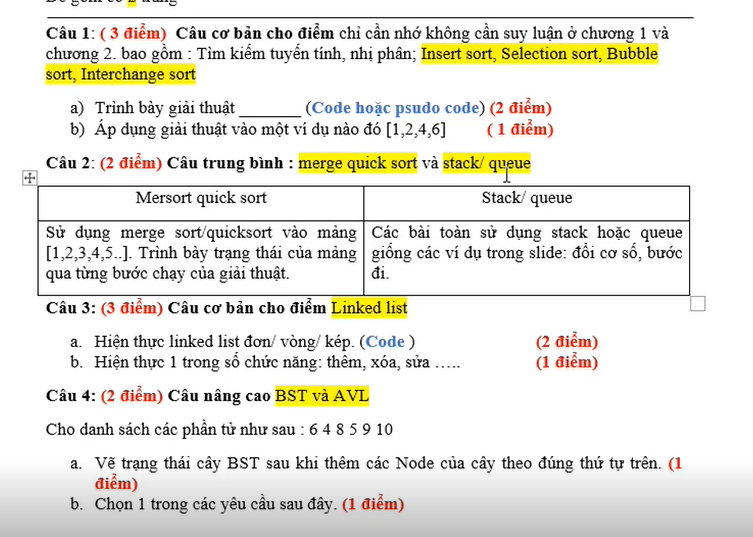 Câu 1: ( 3 điểm) Câu cơ bản cho điểm chỉ cần nhớ không cần suy luận ở chương 1 và
chương 2. bao gồm : Tìm kiếm tuyến tính, nhị phân; Insert sort, Selection sort, Bubble
sort, Interchange sort
a) Trình bày giải thuật _______ (Code hoặc psudo code) (2 điểm)
b) Áp dụng giải thuật vào một ví dụ nào đó [1,2,4,6] ( 1 điểm)
Câu 2: (2 điểm) Câu trung bình : merge quick sort và stack/ queue
Mersort quick sort
Stack/ queue
Sử dụng merge sort/quicksort vào mảng
[1,2,3,4,5..]. Trình bày trạng thái của mảng
qua từng bước chạy của giải thuật.
Các bài toàn sử dụng stack hoặc queue
giống các ví dụ trong slide: đổi cơ số, bước
đi.
Câu 3: (3 điểm) Câu cơ bản cho điểm Linked list
a. Hiện thực linked list đơn/ vòng/ kép. (Code ) (2 điểm)
b. Hiện thực 1 trong số chức năng: thêm, xóa, sửa ….. (1 điểm)
Câu 4: (2 điểm) Câu nâng cao BST và AVL
Cho danh sách các phần tử như sau : 6 4 8 5 9 10
a. Vẽ trạng thái cây BST sau khi thêm các Node của cây theo đúng thứ tự trên. (1
điểm)
b. Chọn 1 trong các yêu cầu sau đây. (1 điểm)